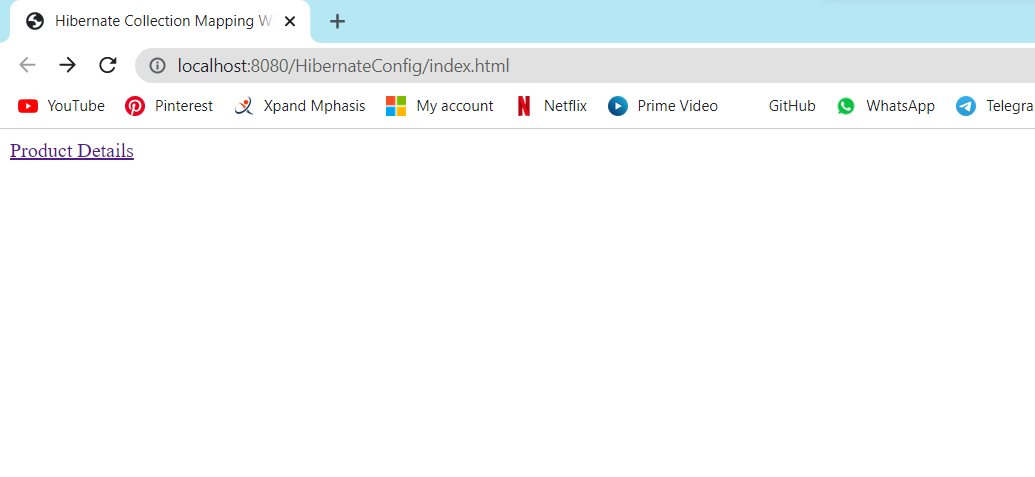 Hibernate Collection Mapping W
localhost:8080/HibernateConfig/index.html
YouTube Pinterest Xpand Mphasis My account Netflix Prime Video GitHub WhatsApp Telegra
Product Details